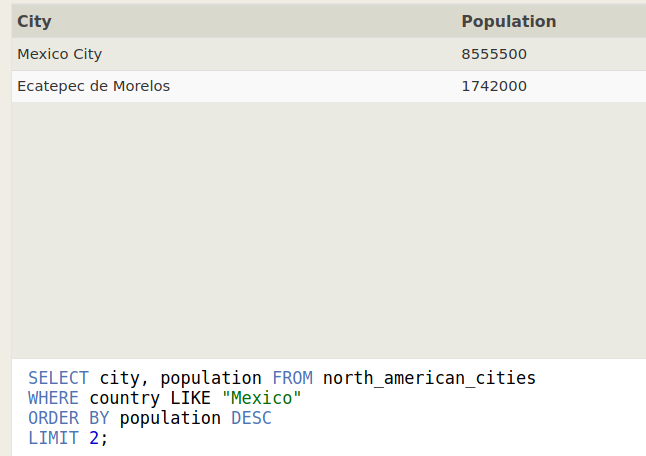 City Population
Mexico City 8555500
Ecatepec de Morelos 1742000
SELECT city, population FROM north_american_cities
WHERE country LIKE "Mexico"
ORDER BY population DESC
LIMIT 2;